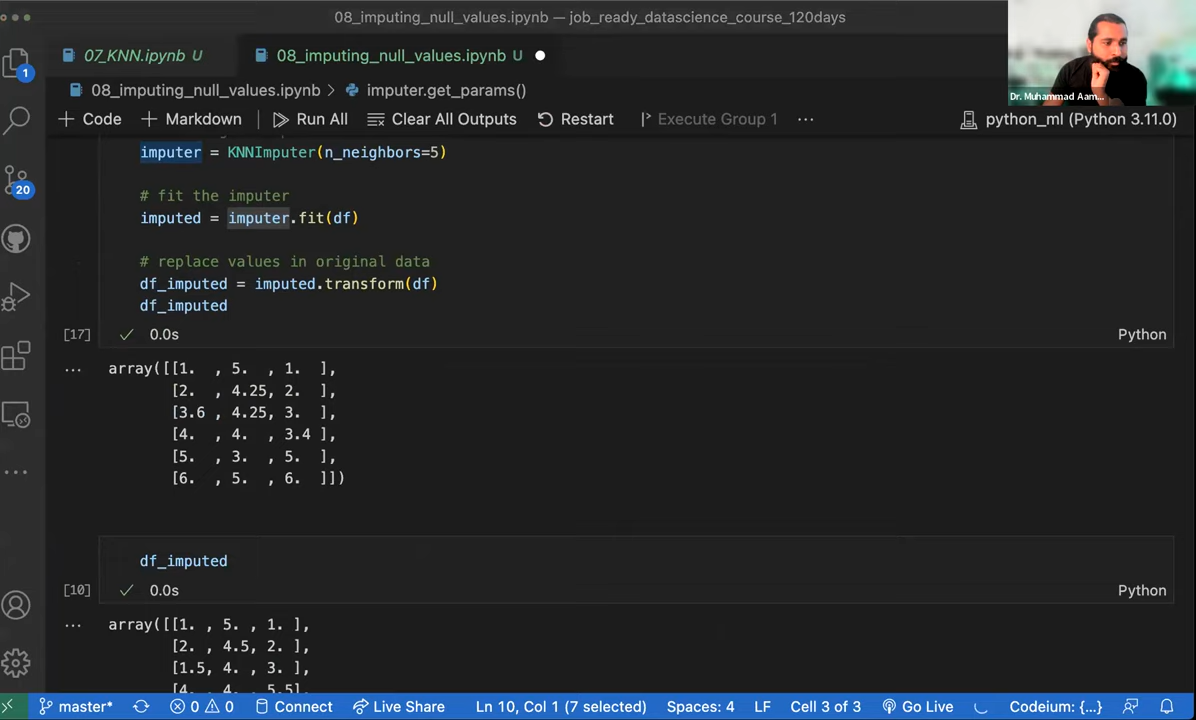 08_imputing_null_values.ipynb — job_ready_datascience_course_120days
07_KNN.ipynb U
08_imputing_null_values.ipynb U
Dr. Muhammad Aam...
08_imputing_null_values.ipynb > imputer.get_params()
+ Code + Markdown Run All Clear All Outputs Restart Execute Group 1 ... python_ml (Python 3.11.0)
imputer = KNNImputer(n_neighbors=5)
# fit the imputer
imputed = imputer.fit(df)
# replace values in original data
df_imputed = imputed.transform(df)
df_imputed
[17] ✓ 0.0s Python
... array([[1. , 5. , 1. ],
[2. , 4.25, 2. ],
[3.6 , 4.25, 3. ],
[4. , 4. , 3.4 ],
[5. , 3. , 5. ],
[6. , 5. , 6. ]])
df_imputed
[10] ✓ 0.0s Python
... array([[1. , 5. , 1. ],
[2. , 4.5, 2. ],
[1.5, 4. , 3. ],
[4. , 4. , 5.5],
1
20
master* 0 0 Connect Live Share Ln 10, Col 1 (7 selected) Spaces: 4 LF Cell 3 of 3 Go Live Codeium: {...}